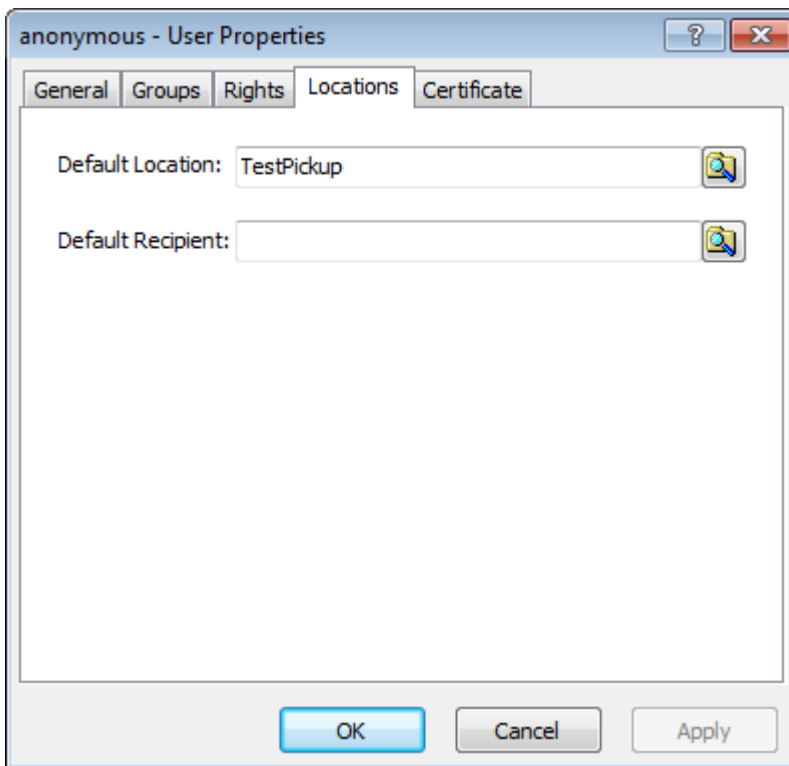 anonymous - User Properties
General Groups Rights Locations Certificate
Default Location: TestPickup
Default Recipient:
OK Cancel Apply